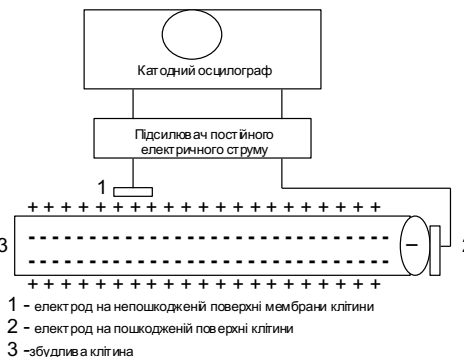 Катодний осцилограф
Підсилювач постійного
електричного струму
1
+ + + + + + + + + + + + + + + + + + + + + + +
3
–
2
+ + + + + + + + + + + + + + + + + + + + + + +
1 - електрод на непошкодженій поверхні мембрани клітини
2 - електрод на пошкодженій поверхні клітини
3 -збудлива клітина